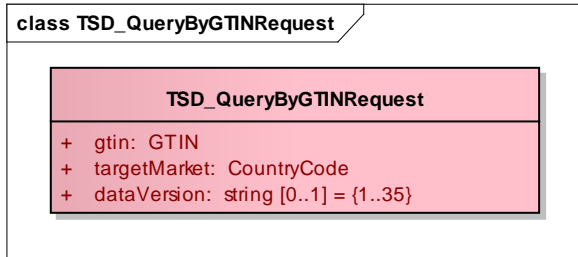 class TSD_QueryByGTINRequest
TSD_QueryByGTINRequest
+ gtin: GTIN
+ targetMarket: CountryCode
+ dataVersion: string [0..1] = {1..35}